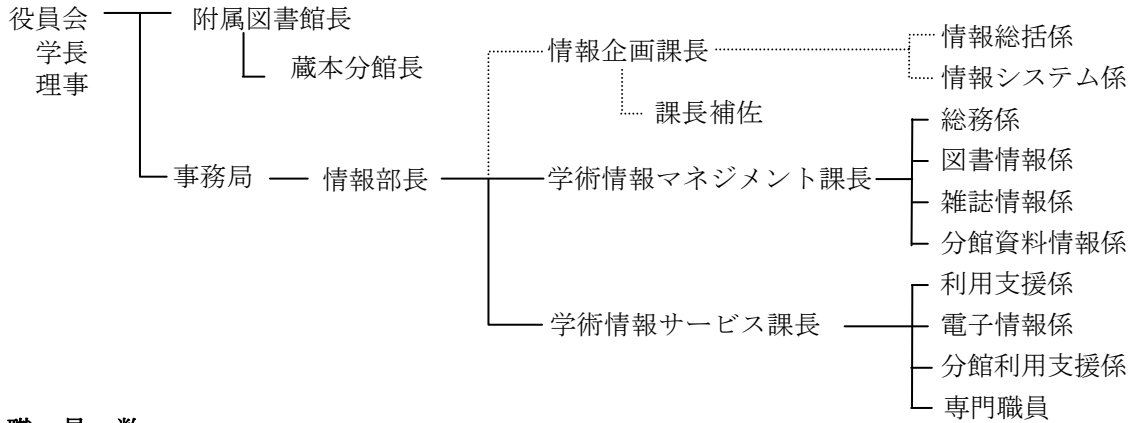 役員会 附属図書館長
学長
理事
蔵本分館長
事務局 情報部長
情報企画課長
課長補佐
情報総括係
情報システム係
学術情報マネジメント課長
総務係
図書情報係
雑誌情報係
分館資料情報係
学術情報サービス課長
利用支援係
電子情報係
分館利用支援係
専門職員
職 員 数